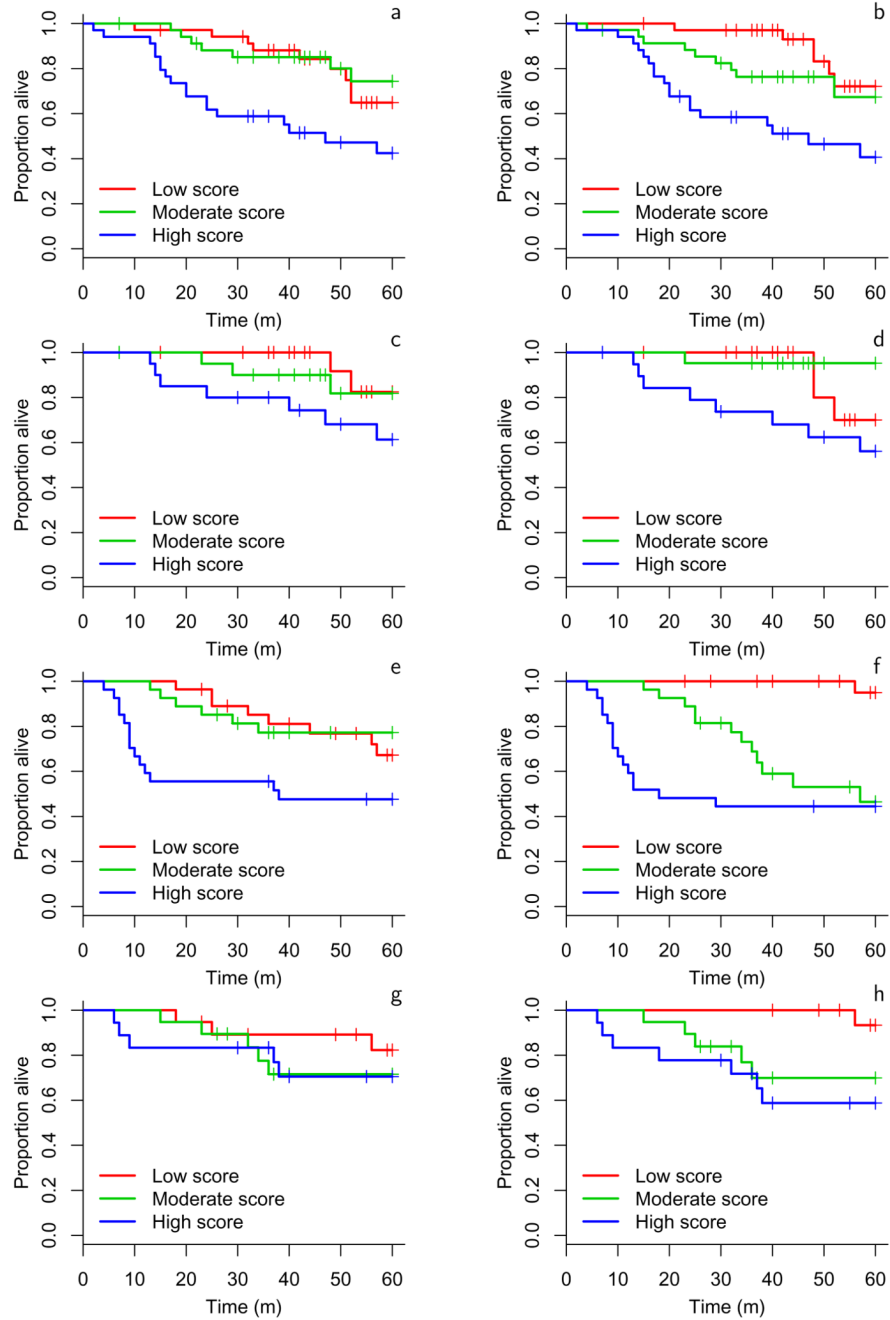 a
Proportion alive
0.0 0.2 0.4 0.6 0.8 1.0
Low score
Moderate score
High score
0 10 20 30 40 50 60
Time (m)
b
Proportion alive
0.0 0.2 0.4 0.6 0.8 1.0
Low score
Moderate score
High score
0 10 20 30 40 50 60
Time (m)
c
Proportion alive
0.0 0.2 0.4 0.6 0.8 1.0
Low score
Moderate score
High score
0 10 20 30 40 50 60
Time (m)
d
Proportion alive
0.0 0.2 0.4 0.6 0.8 1.0
Low score
Moderate score
High score
0 10 20 30 40 50 60
Time (m)
e
Proportion alive
0.0 0.2 0.4 0.6 0.8 1.0
Low score
Moderate score
High score
0 10 20 30 40 50 60
Time (m)
f
Proportion alive
0.0 0.2 0.4 0.6 0.8 1.0
Low score
Moderate score
High score
0 10 20 30 40 50 60
Time (m)
g
Proportion alive
0.0 0.2 0.4 0.6 0.8 1.0
Low score
Moderate score
High score
0 10 20 30 40 50 60
Time (m)
h
Proportion alive
0.0 0.2 0.4 0.6 0.8 1.0
Low score
Moderate score
High score
0 10 20 30 40 50 60
Time (m)